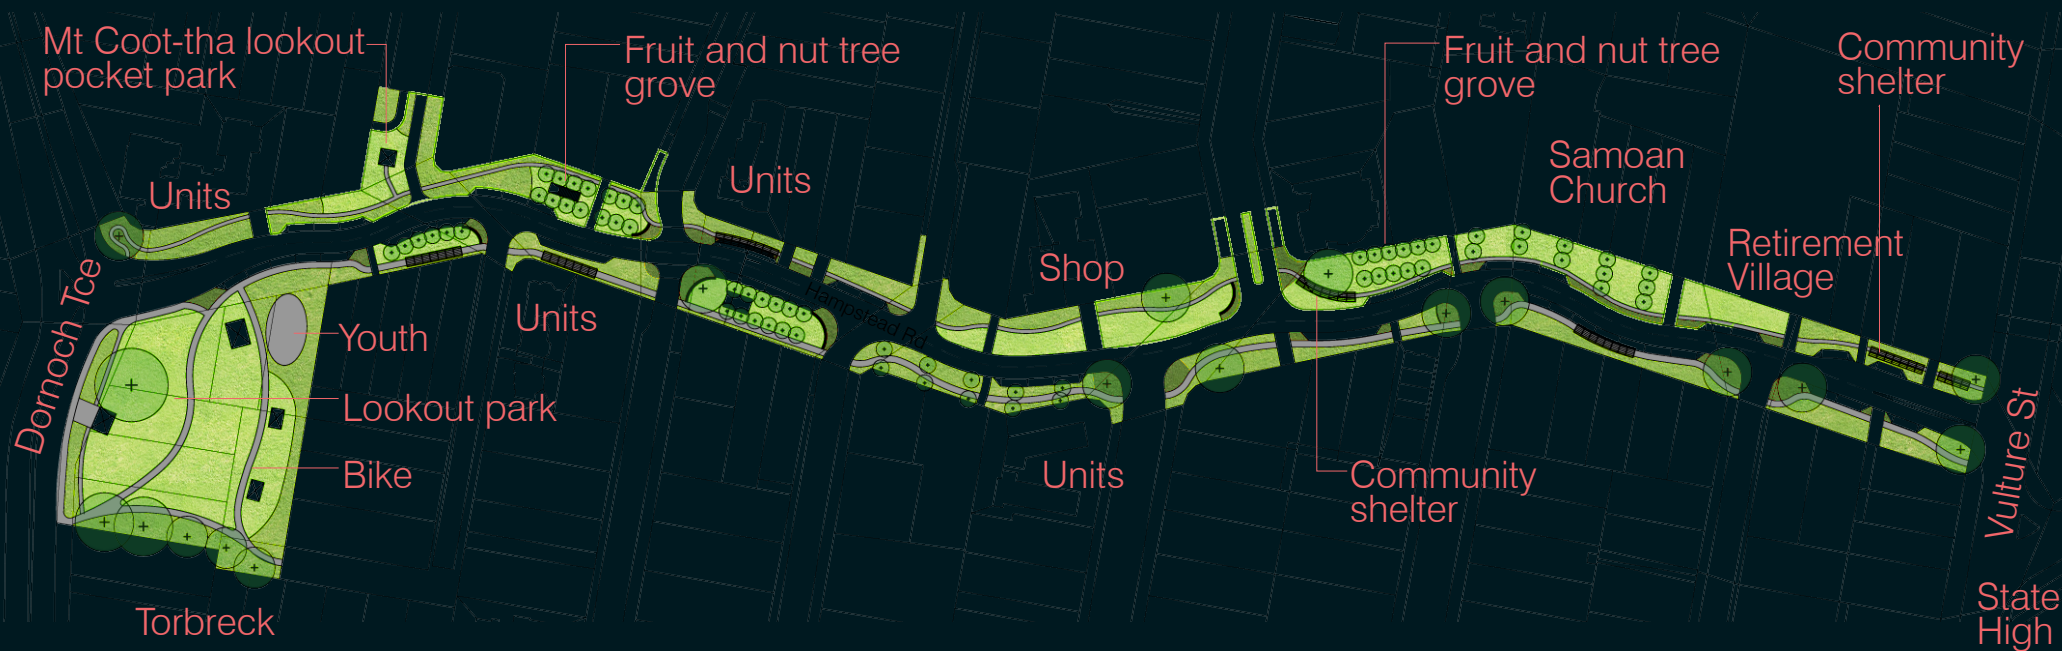 Mt Coot-tha lookout
pocket park
Fruit and nut tree
grove
Fruit and nut tree
grove
Community
shelter
Units
Units
Samoan
Church
Retirement
Village
Shop
Dornoch Tce
Youth
Units
Hampstead Rd
Lookout park
Bike
Units
Community
shelter
Vulture St
Torbreck
State
High